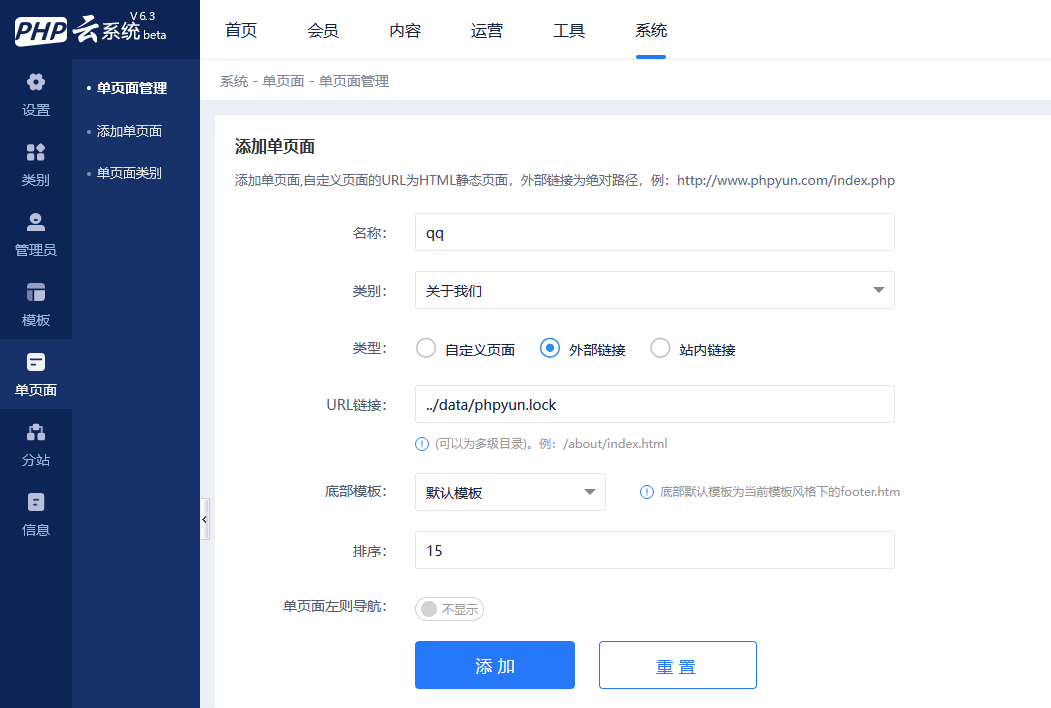 PHP云系统 V6.3 beta
首页 会员 内容 运营 工具 系统
设置
类别
管理员
模板
单页面
分站
信息
• 单页面管理
• 添加单页面
• 单页面类别
系统 - 单页面 - 单页面管理
添加单页面
添加单页面,自定义页面的URL为HTML静态页面，外部链接为绝对路径，例：http://www.phpyun.com/index.php
名称： qq
类别： 关于我们
类型： 自定义页面 外部链接 站内链接
URL链接： ../data/phpyun.lock
(可以为多级目录)。例：/about/index.html
底部模板： 默认模板 底部默认模板为当前模板风格下的footer.htm
排序： 15
单页面左则导航： 不显示
添 加 重 置